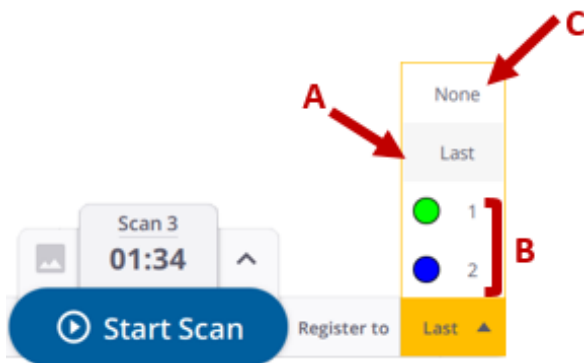 C
None
A
Last
1
B
2
Scan 3
01:34
Start Scan
Register to
Last